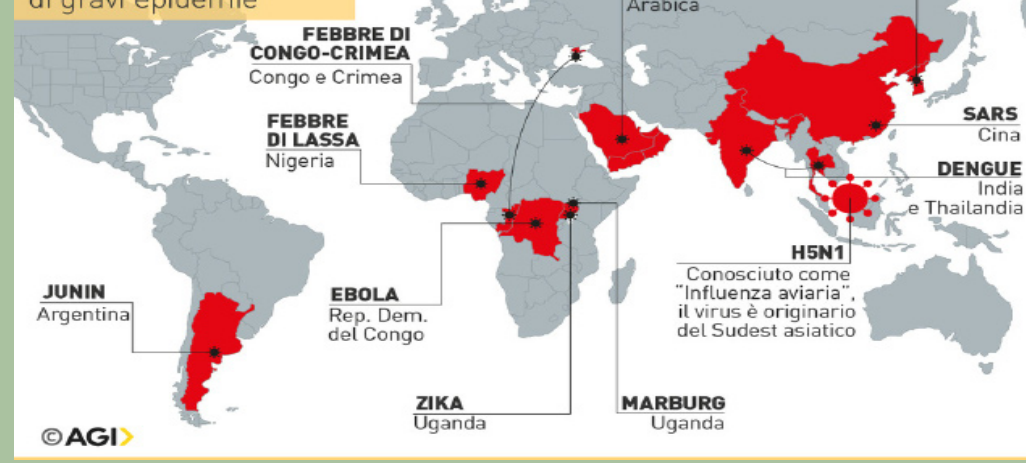 di gravi epidemie
Arabica
FEBBRE DI
CONGO-CRIMEA
Congo e Crimea
FEBBRE
DI LASSA
Nigeria
SARS
Cina
DENGUE
India
e Thailandia
H5N1
Conosciuto come
"Influenza aviaria",
il virus è originario
del Sudest asiatico
JUNIN
Argentina
EBOLA
Rep. Dem.
del Congo
ZIKA
Uganda
MARBURG
Uganda
©AGI>